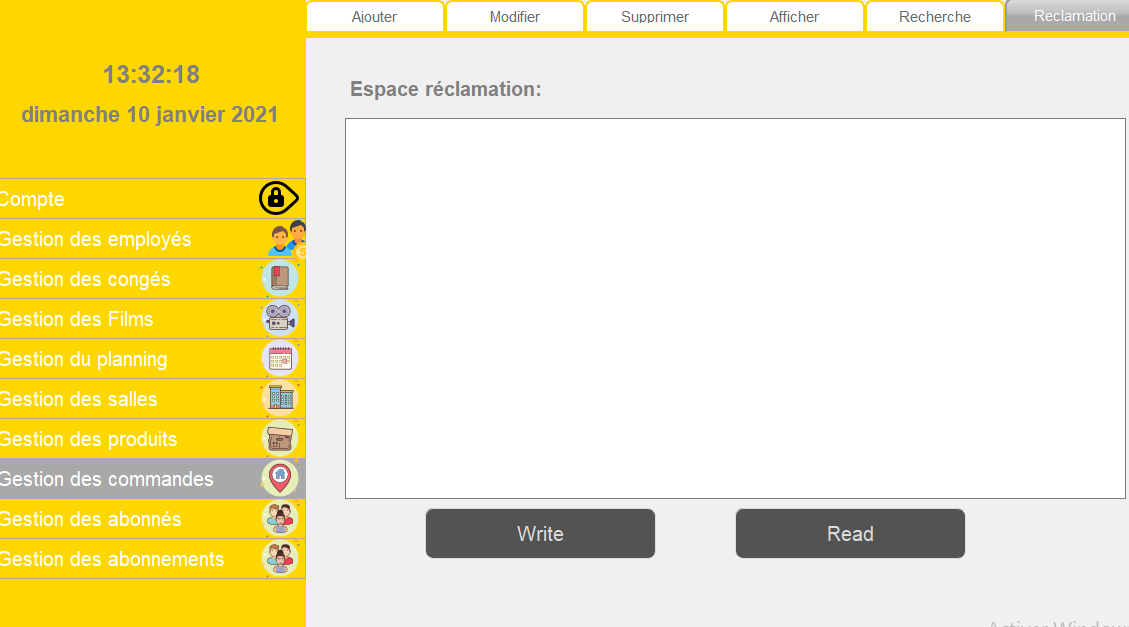 Ajouter
Modifier
Supprimer
Afficher
Recherche
Reclamation
13:32:18
dimanche 10 janvier 2021
Compte
Gestion des employés
Gestion des congés
Gestion des Films
Gestion du planning
Gestion des salles
Gestion des produits
Gestion des commandes
Gestion des abonnés
Gestion des abonnements
Espace réclamation:
Write
Read